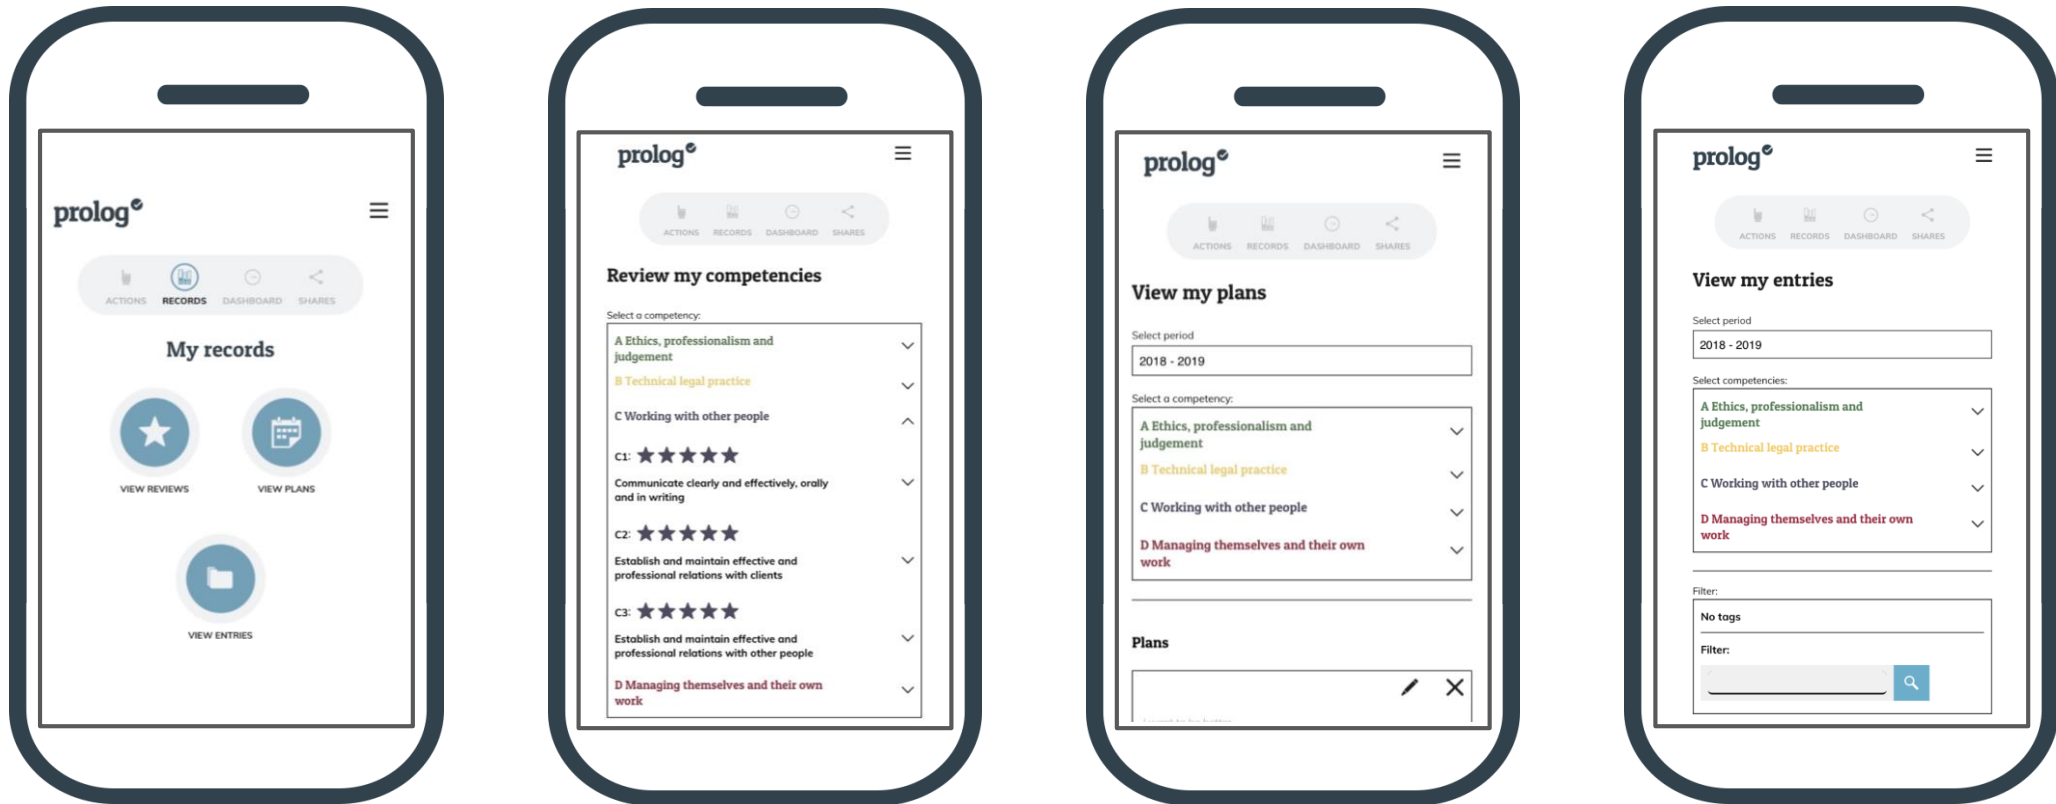 prolog
ACTIONS RECORDS DASHBOARD SHARES
My records
VIEW REVIEWS VIEW PLANS
VIEW ENTRIES
prolog
ACTIONS RECORDS DASHBOARD SHARES
Review my competencies
Select a competency:
A Ethics, professionalism and
judgement
B Technical legal practice
C Working with other people
C1:
Communicate clearly and effectively, orally
and in writing
C2:
Establish and maintain effective and
professional relations with clients
C3:
Establish and maintain effective and
professional relations with other people
D Managing themselves and their own
work
prolog
ACTIONS RECORDS DASHBOARD SHARES
View my plans
Select period
2018 - 2019
Select a competency:
A Ethics, professionalism and
judgement
B Technical legal practice
C Working with other people
D Managing themselves and their own
work
Plans
prolog
ACTIONS RECORDS DASHBOARD SHARES
View my entries
Select period
2018 - 2019
Select competencies:
A Ethics, professionalism and
judgement
B Technical legal practice
C Working with other people
D Managing themselves and their own
work
Filter:
No tags
Filter: